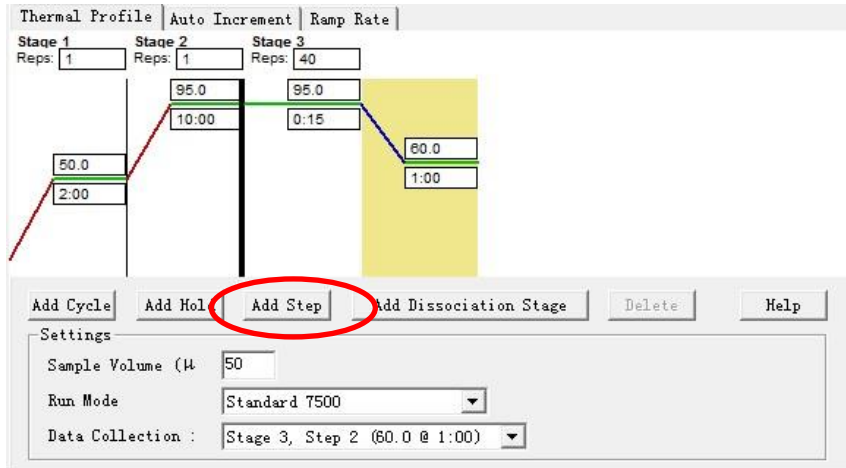 Thermal Profile Auto Increment Ramp Rate
Stage 1 Stage 2 Stage 3
Reps: 1 Reps: 1 Reps: 40
95.0 95.0
10:00 0:15
60.0
50.0
1:00
2:00
Add Cycle Add Hol Add Step Add Dissociation Stage Delete Help
Settings
Sample Volume (μ 50
Run Mode Standard 7500
Data Collection : Stage 3, Step 2 (60.0 @ 1:00)